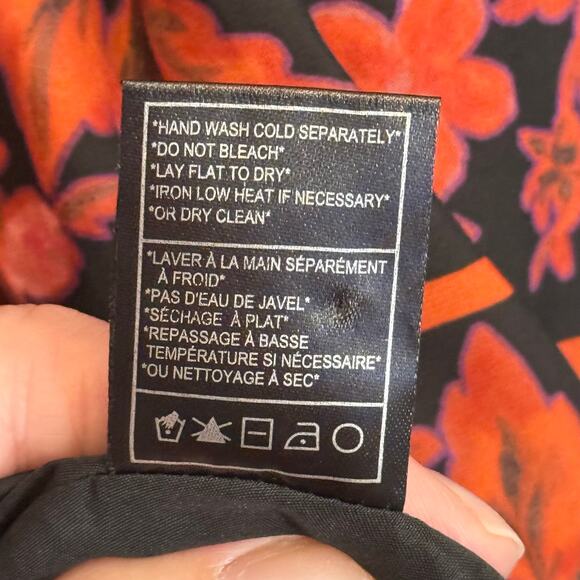 *HAND WASH COLD SEPARATELY*
*DO NOT BLEACH*
*LAY FLAT TO DRY*
*IRON LOW HEAT IF NECESSARY*
*OR DRY CLEAN*
*LAVER À LA MAIN SÉPARÉMENT
À FROID*
*PAS D'EAU DE JAVEL*
*SÉCHAGE À PLAT*
*REPASSAGE À BASSE
TEMPÉRATURE SI NÉCESSAIRE*
*OU NETTOYAGE À SEC*